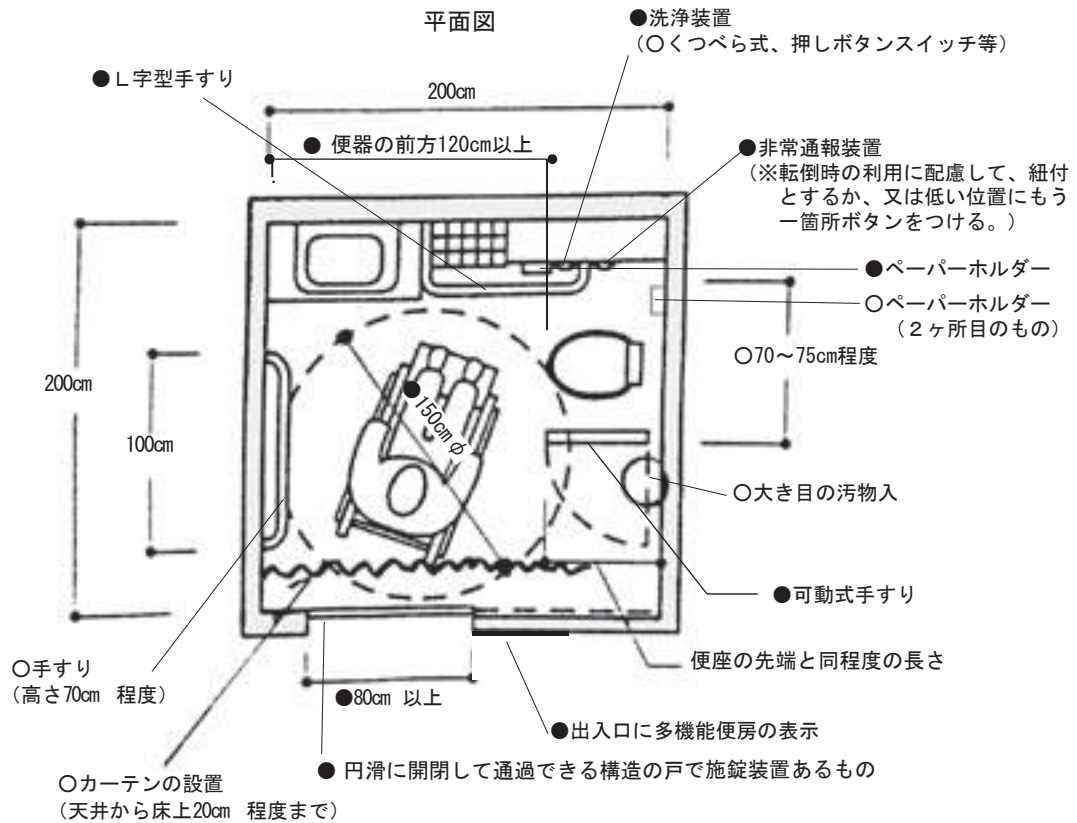 平面図
●洗浄装置
（○くつべら式、押しボタンスイッチ等）
●Ｌ字型手すり
200cm
● 便器の前方120cm以上
●非常通報装置
（※転倒時の利用に配慮して、紐付
とするか、又は低い位置にもう
一箇所ボタンをつける。）
●ペーパーホルダー
○ペーパーホルダー
（２ヶ所目のもの）
○70～75cm程度
200cm
100cm
●150cmφ
○大き目の汚物入
●可動式手すり
便座の先端と同程度の長さ
○手すり
（高さ70cm 程度）
●80cm 以上
●出入口に多機能便房の表示
● 円滑に開閉して通過できる構造の戸で施錠装置あるもの
○カーテンの設置
（天井から床上20cm 程度まで）